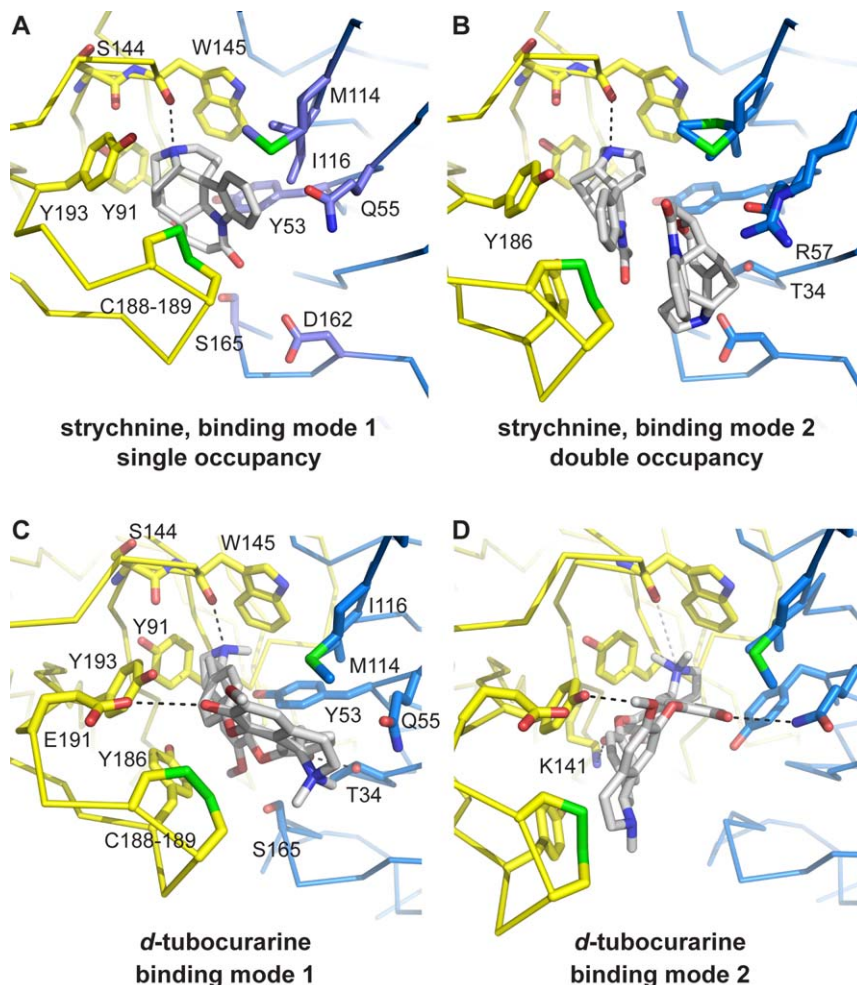 A
S144
W145
M114
I116
Y193
Y91
Y53
Q55
C188-189
D162
S165
strychnine, binding mode 1
single occupancy
B
Y186
R57
T34
strychnine, binding mode 2
double occupancy
C
S144
W145
I116
Y91
Y193
M114
Y53
Q55
E191
Y186
T34
C188-189
S165
d-tubocurarine
binding mode 1
D
K141
d-tubocurarine
binding mode 2